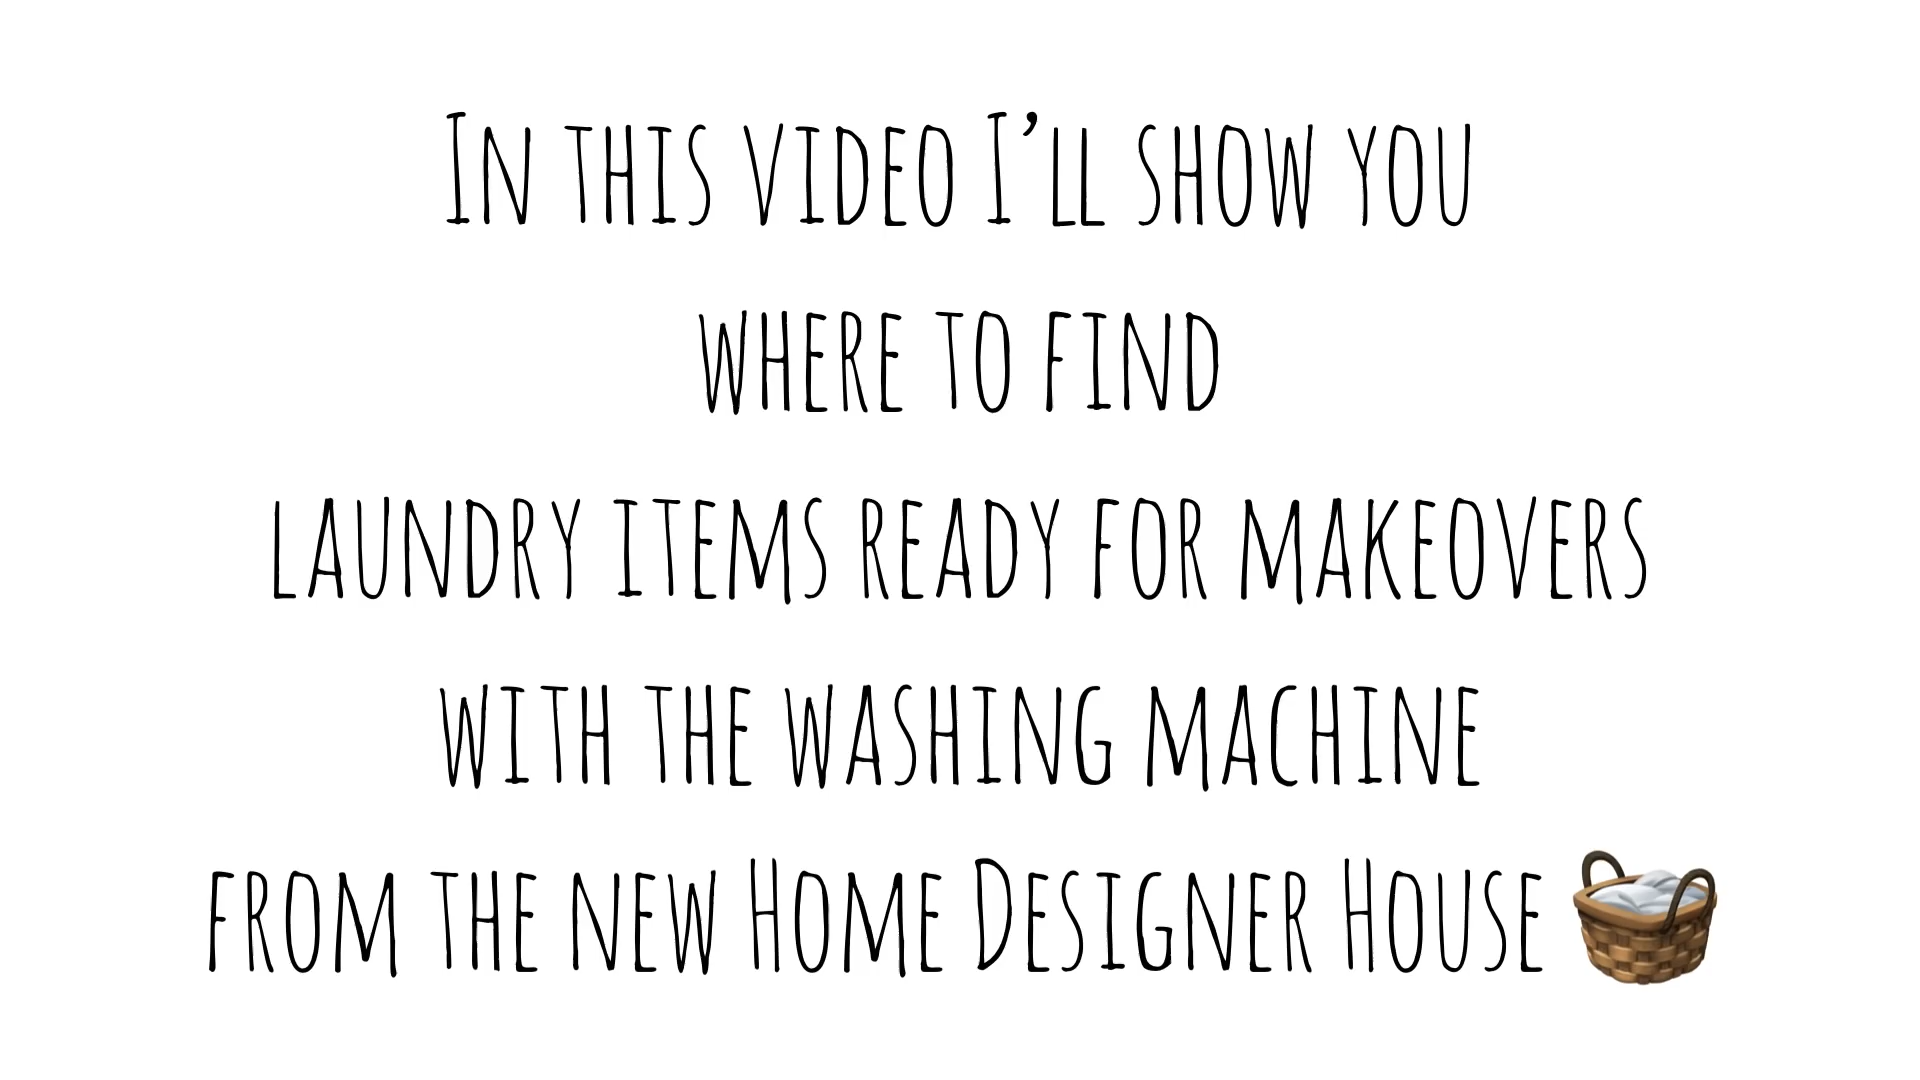 In this video I’ll show you
where to find
laundry items ready for makeovers
with the washing machine
from the new Home Designer House 🧺